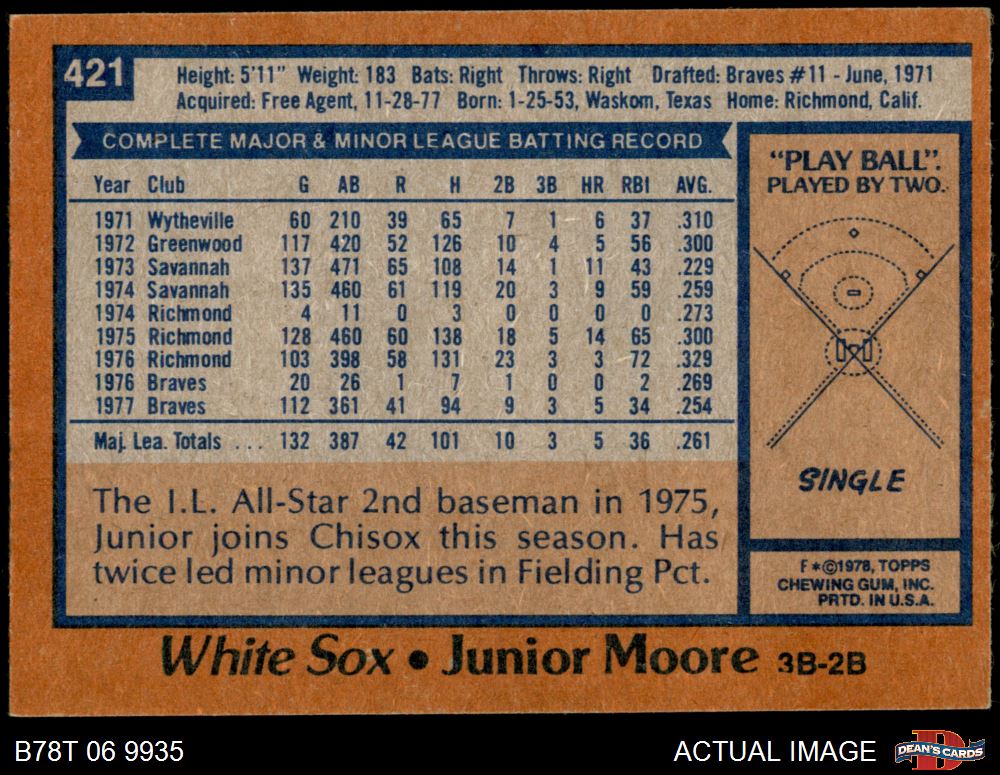 421
Height: 5'11" Weight: 183 Bats: Right Throws: Right Drafted: Braves #11 - June, 1971
Acquired: Free Agent, 11-28-77 Born: 1-25-53, Waskom, Texas Home: Richmond, Calif.
COMPLETE MAJOR & MINOR LEAGUE BATTING RECORD
Year Club G AB R H 2B 3B HR RBI AVG.
1971 Wytheville 60 210 39 65 7 1 6 37 .310
1972 Greenwood 117 420 52 126 10 4 5 56 .300
1973 Savannah 137 471 65 108 14 1 11 43 .229
1974 Savannah 135 460 61 119 20 3 9 59 .259
1974 Richmond 4 11 0 3 0 0 0 0 .273
1975 Richmond 128 460 60 138 18 5 14 65 .300
1976 Richmond 103 398 58 131 23 3 3 72 .329
1976 Braves 20 26 1 7 1 0 0 2 .269
1977 Braves 112 361 41 94 9 3 5 34 .254
Maj. Lea. Totals ... 132 387 42 101 10 3 5 36 .261
The I.L. All-Star 2nd baseman in 1975,
Junior joins Chisox this season. Has
twice led minor leagues in Fielding Pct.
"PLAY BALL".
PLAYED BY TWO.
SINGLE
F*©1978, TOPPS
CHEWING GUM, INC.
PRTD. IN U.S.A.
White Sox • Junior Moore 3B-2B
B78T 06 9935
ACTUAL IMAGE
DEAN'S CARDS